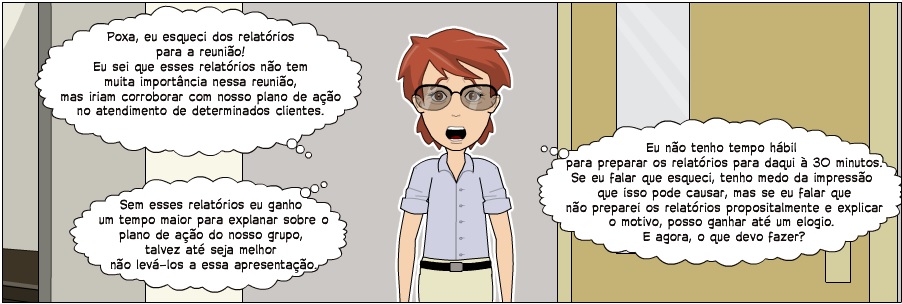 Poxa, eu esqueci dos relatórios
para a reunião!
Eu sei que esses relatórios não tem
muita importância nessa reunião,
mas iriam corroborar com nosso plano de ação
no atendimento de determinados clientes.
Sem esses relatórios eu ganho
um tempo maior para explanar sobre o
plano de ação do nosso grupo,
talvez até seja melhor
não levá-los a essa apresentação.
Eu não tenho tempo hábil
para preparar os relatórios para daqui à 30 minutos.
Se eu falar que esqueci, tenho medo da impressão
que isso pode causar, mas se eu falar que
não preparei os relatórios propositalmente e explicar
o motivo, posso ganhar até um elogio.
E agora, o que devo fazer?